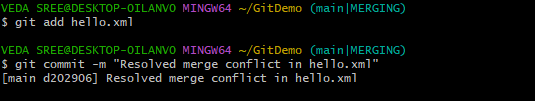 VEDA SREE@DESKTOP-OILANVO MINGW64 ~/GitDemo (main|MERGING)
$ git add hello.xml
VEDA SREE@DESKTOP-OILANVO MINGW64 ~/GitDemo (main|MERGING)
$ git commit -m "Resolved merge conflict in hello.xml"
[main d202906] Resolved merge conflict in hello.xml